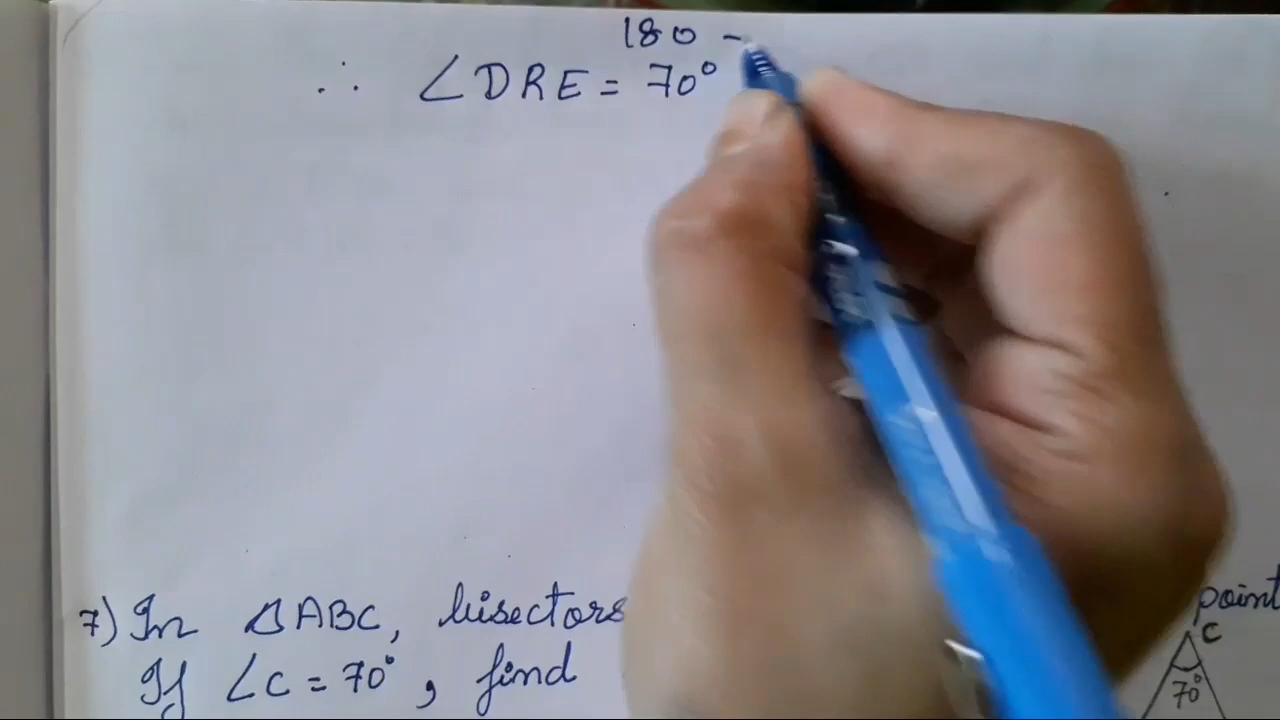 180 -
∴ ∠DRE = 70°
7) In △ABC, bisectors point
If ∠C = 70°, find
C
70°